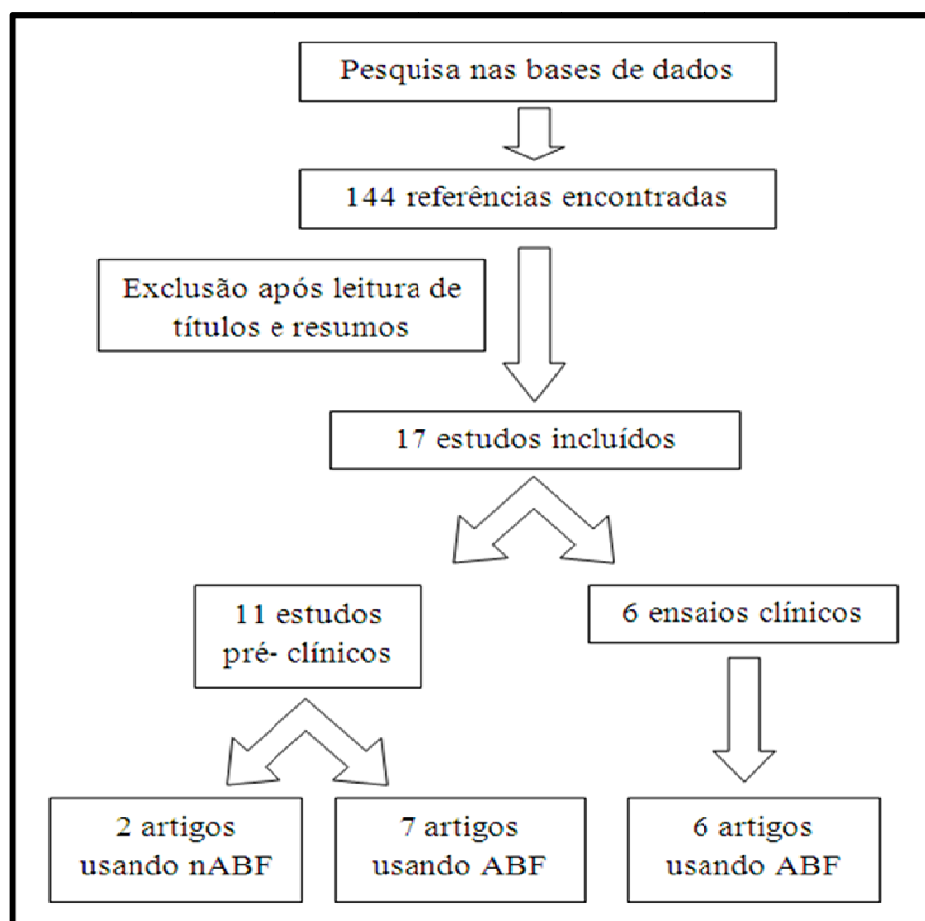 Pesquisa nas bases de dados
144 referências encontradas
Exclusão após leitura de
títulos e resumos
17 estudos incluídos
11 estudos
pré- clínicos
6 ensaios clínicos
2 artigos
usando nABF
7 artigos
usando ABF
6 artigos
usando ABF